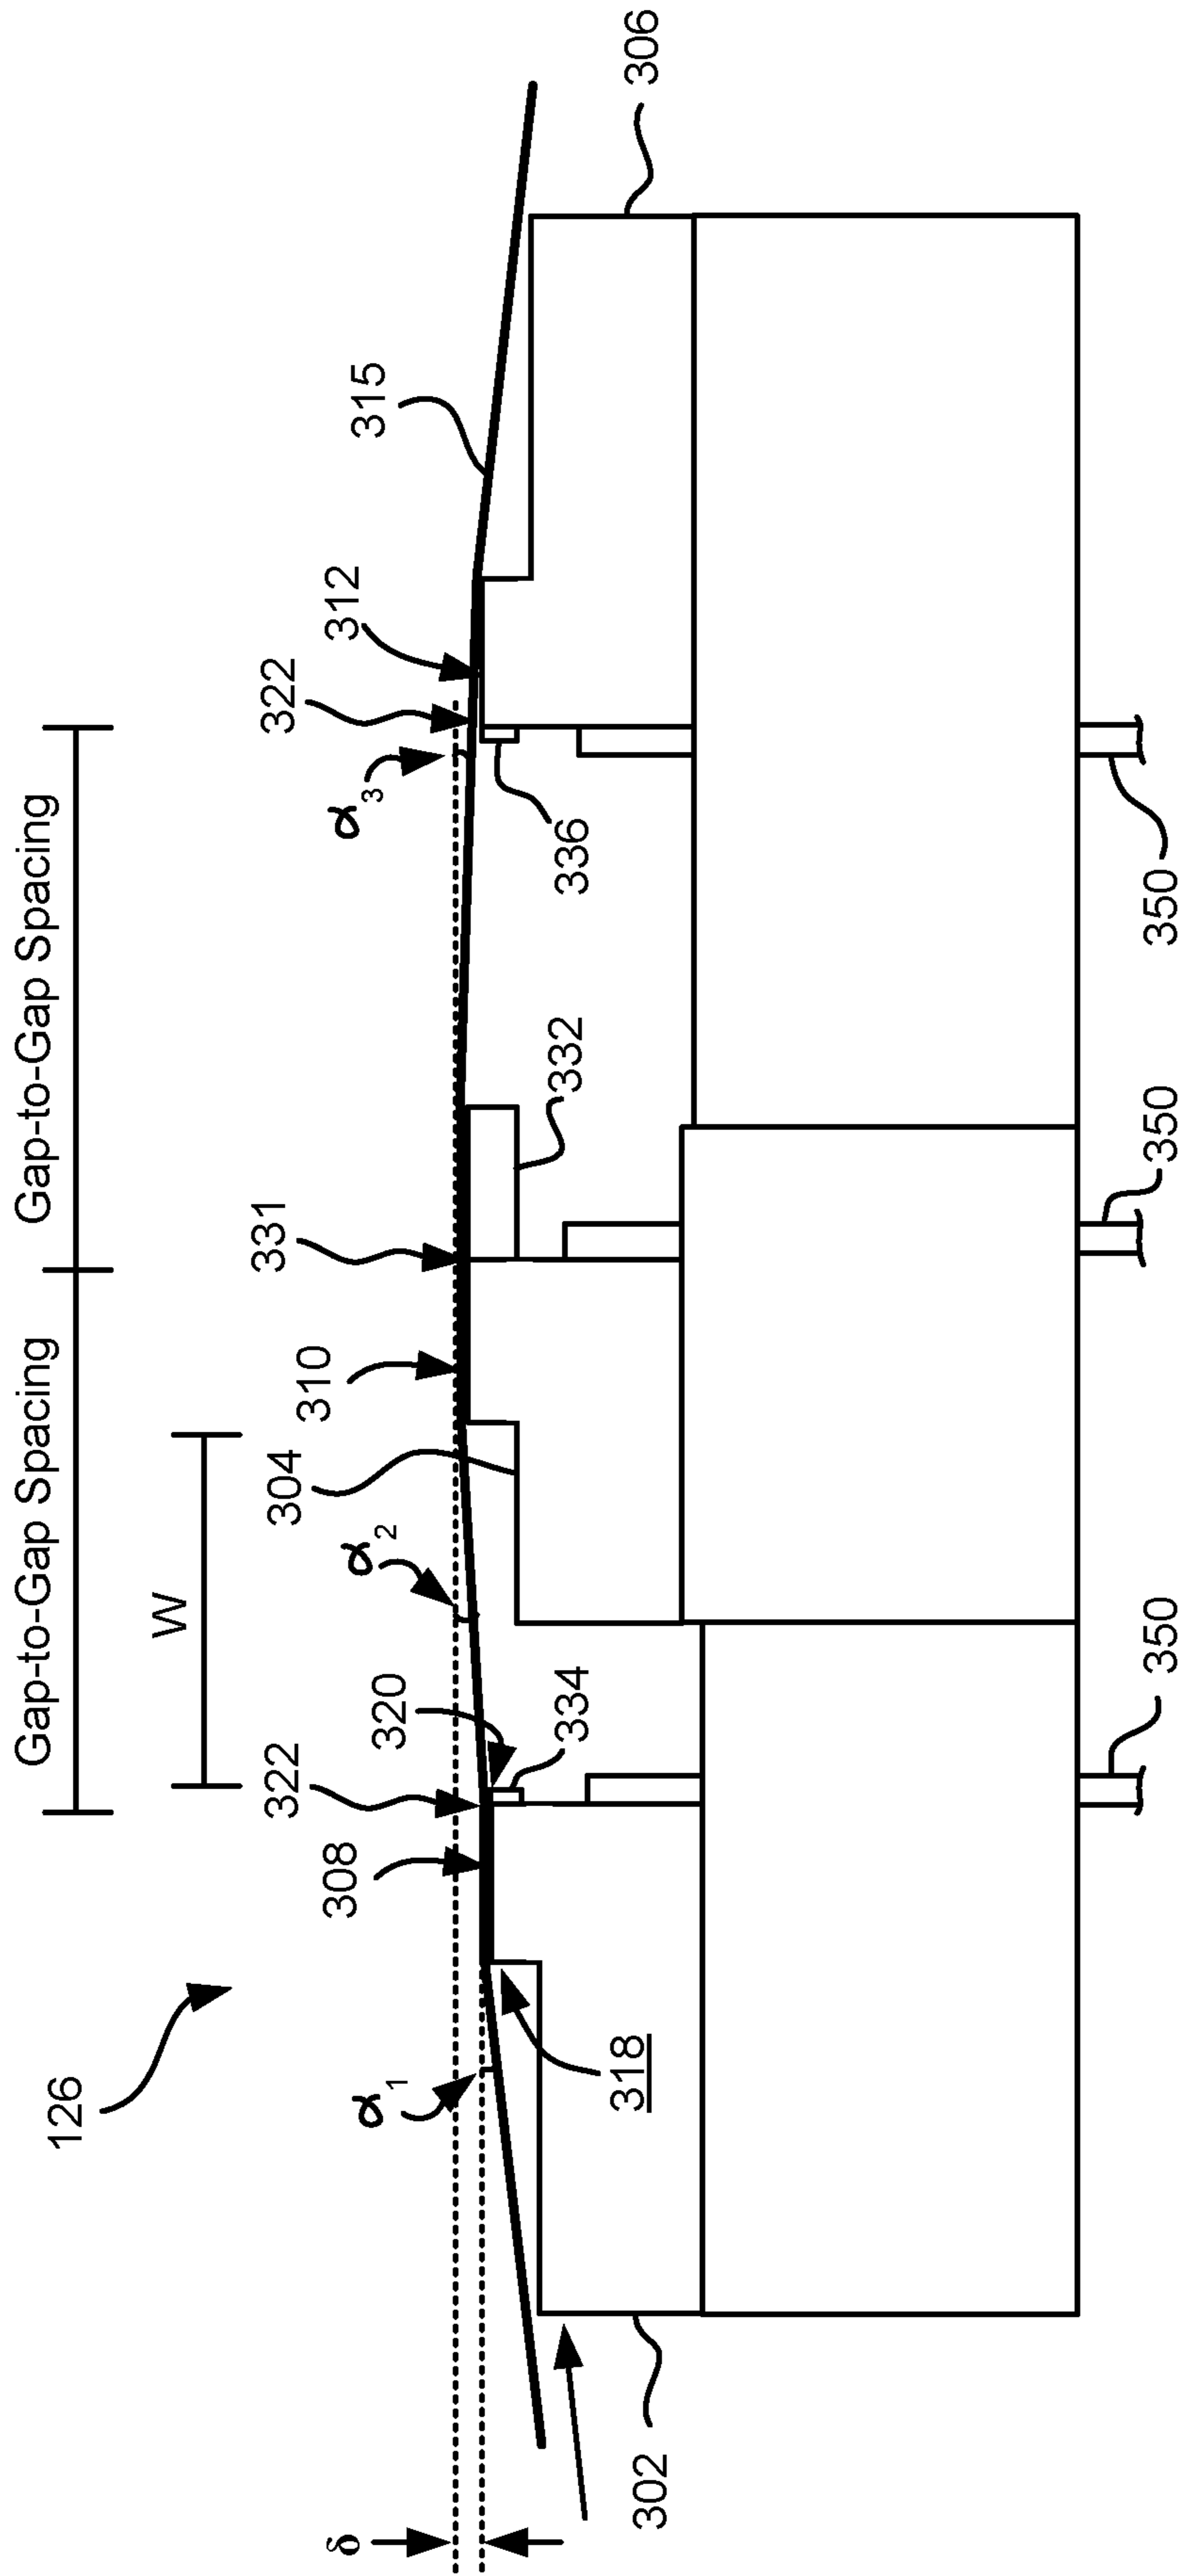 Gap-to-Gap Spacing
Gap-to-Gap Spacing
W
126
δ
α1
308
322
320
334
α2
304
310
331
332
α3
322
312
336
315
306
318
302
350
350
350